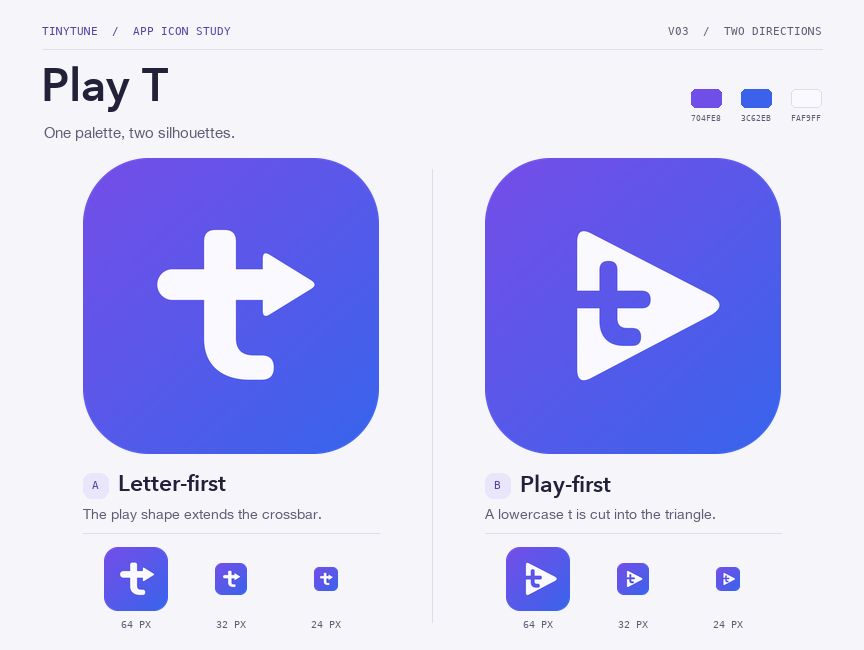 TINYTUNE / APP ICON STUDY
V03 / TWO DIRECTIONS
Play T
One palette, two silhouettes.
704FE8 3C62EB FAF9FF
t
t
A Letter-first
The play shape extends the crossbar.
B Play-first
A lowercase t is cut into the triangle.
t t t
64 PX 32 PX 24 PX
t t t
64 PX 32 PX 24 PX